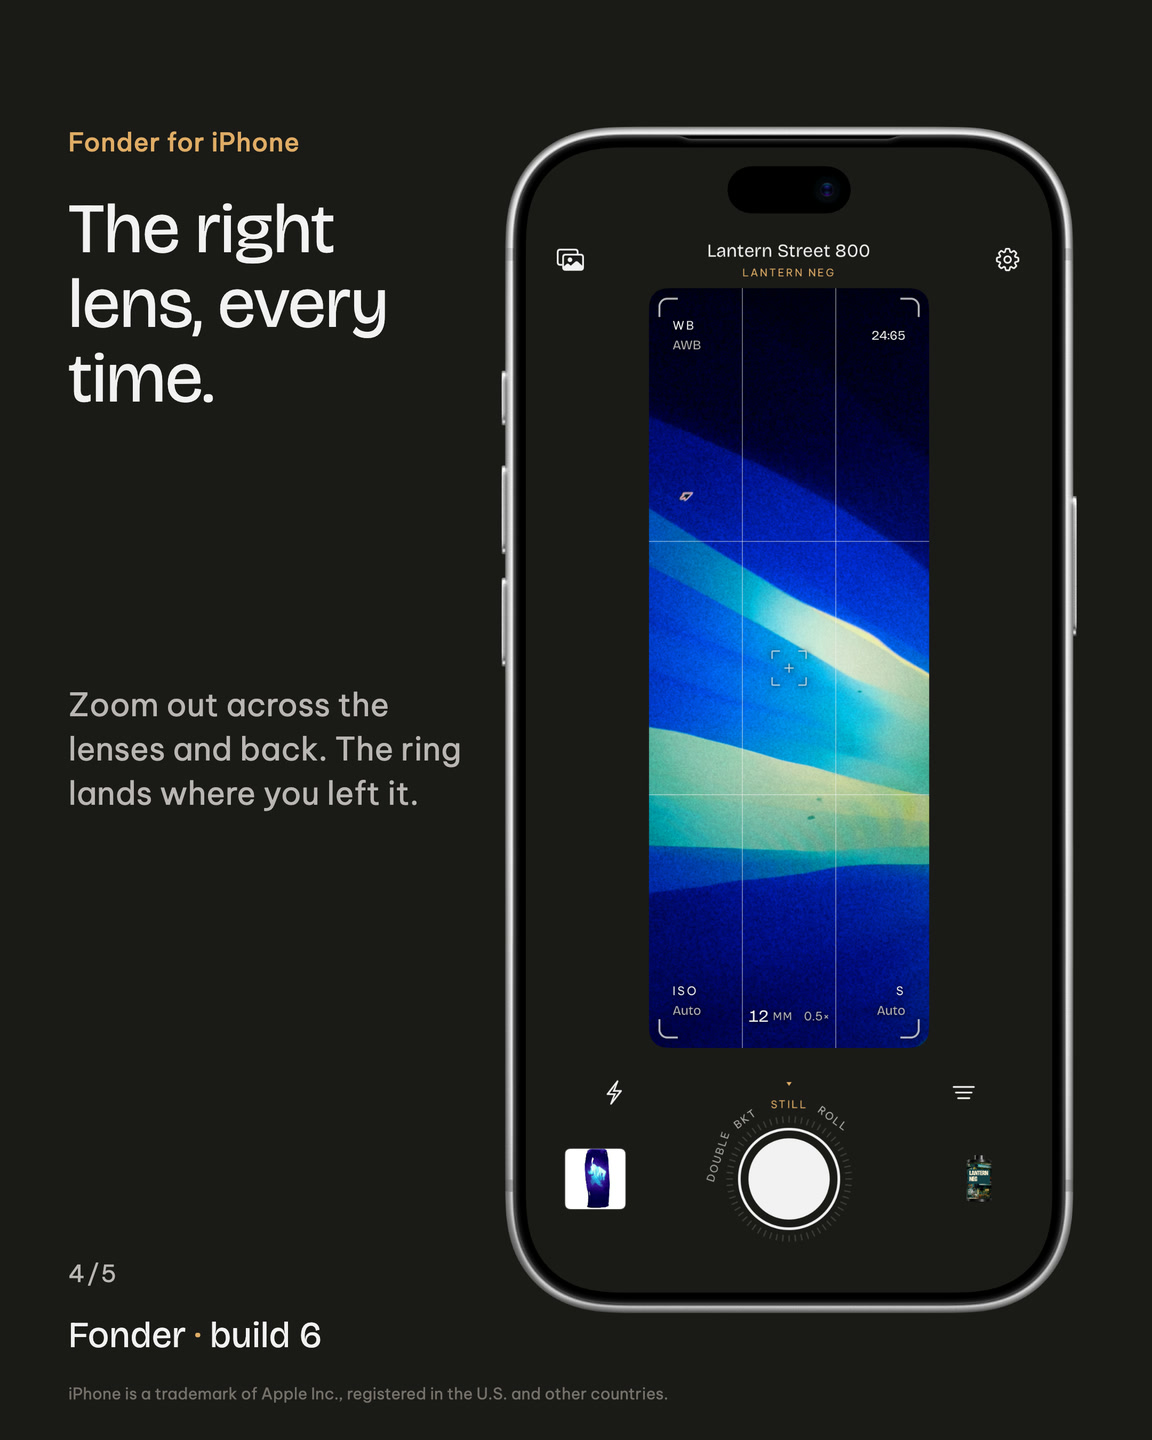 Fonder for iPhone
The right
lens, every
time.
Zoom out across the
lenses and back. The ring
lands where you left it.
4/5
Fonder · build 6
iPhone is a trademark of Apple Inc., registered in the U.S. and other countries.
Lantern Street 800
LANTERN NEG
WB
AWB
24:65
ISO
Auto
12 MM 0.5×
S
Auto
DOUBLE BKT STILL ROLL
LANTERN
NEG